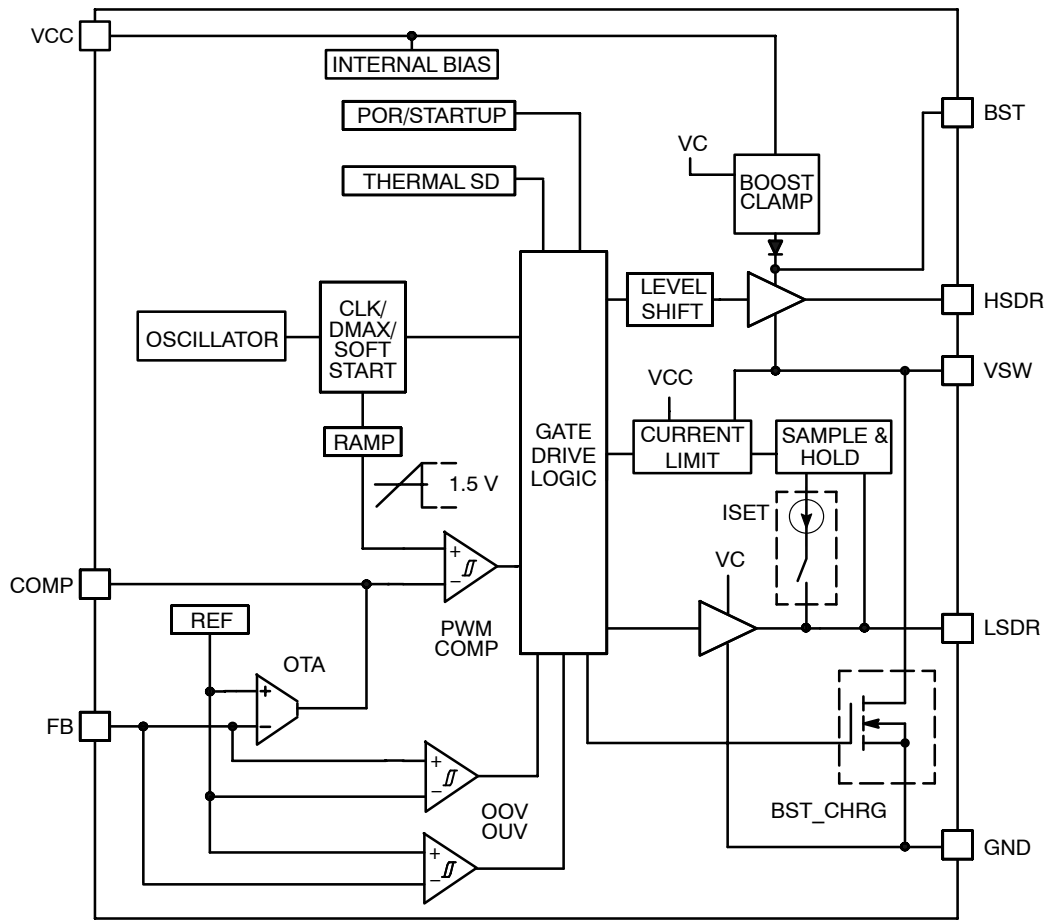 VCC
INTERNAL BIAS
POR/STARTUP
BST
VC
THERMAL SD
BOOST
CLAMP
LEVEL
SHIFT
HSDR
CLK/
DMAX/
SOFT
START
OSCILLATOR
VSW
VCC
RAMP
GATE
DRIVE
LOGIC
CURRENT
LIMIT
SAMPLE &
HOLD
1.5 V
ISET
+
−
VC
COMP
REF
PWM
COMP
LSDR
OTA
+
−
FB
+
−
OOV
OUV
BST_CHRG
+
−
GND